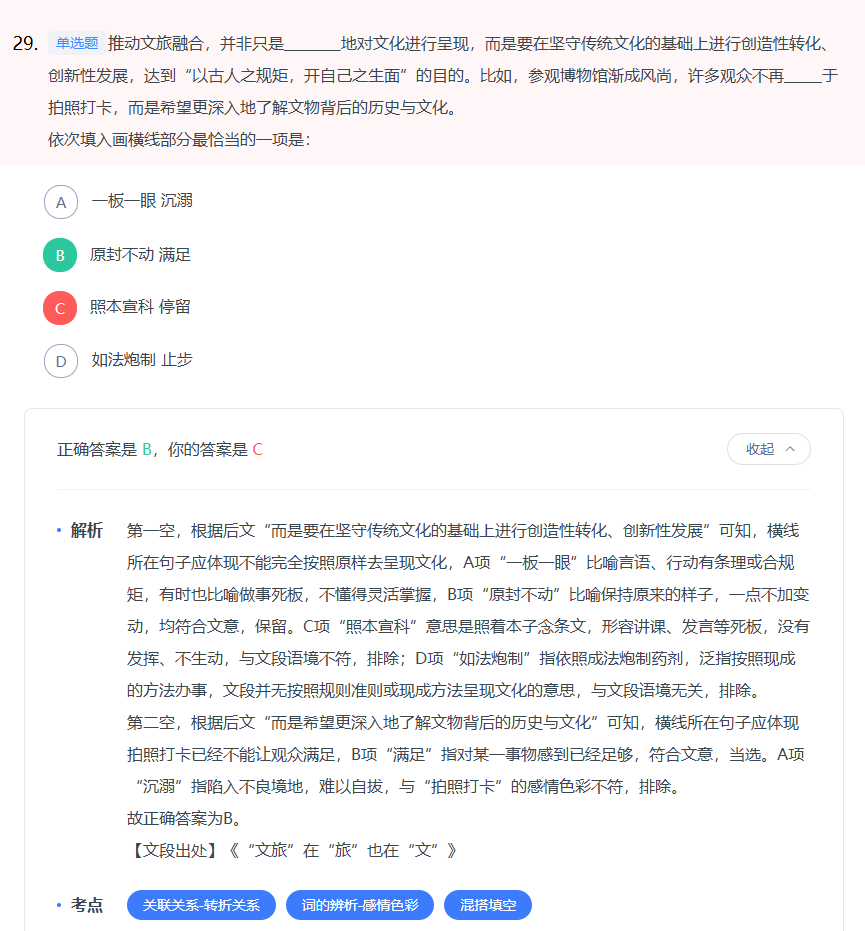 29. 单选题 推动文旅融合，并非只是________地对文化进行呈现，而是要在坚守传统文化的基础上进行创造性转化、
创新性发展，达到“以古人之规矩，开自己之生面”的目的。比如，参观博物馆渐成风尚，许多观众不再_____于
拍照打卡，而是希望更深入地了解文物背后的历史与文化。
依次填入画横线部分最恰当的一项是：
A 一板一眼 沉溺
B 原封不动 满足
C 照本宣科 停留
D 如法炮制 止步
正确答案是 B，你的答案是 C
收起
解析 第一空，根据后文“而是要在坚守传统文化的基础上进行创造性转化、创新性发展”可知，横线
所在句子应体现不能完全按照原样去呈现文化，A项“一板一眼”比喻言语、行动有条理或合规
矩，有时也比喻做事死板，不懂得灵活掌握，B项“原封不动”比喻保持原来的样子，一点不加变
动，均符合文意，保留。C项“照本宣科”意思是照着本子念条文，形容讲课、发言等死板，没有
发挥、不生动，与文段语境不符，排除；D项“如法炮制”指依照成法炮制药剂，泛指按照现成
的方法办事，文段并无按照规则准则或现成方法呈现文化的意思，与文段语境无关，排除。
第二空，根据后文“而是希望更深入地了解文物背后的历史与文化”可知，横线所在句子应体现
拍照打卡已经不能让观众满足，B项“满足”指对某一事物感到已经足够，符合文意，当选。A项
“沉溺”指陷入不良境地，难以自拔，与“拍照打卡”的感情色彩不符，排除。
故正确答案为B。
【文段出处】《“文旅”在“旅”也在“文”》
考点 关联关系-转折关系 词的辨析-感情色彩 混搭填空